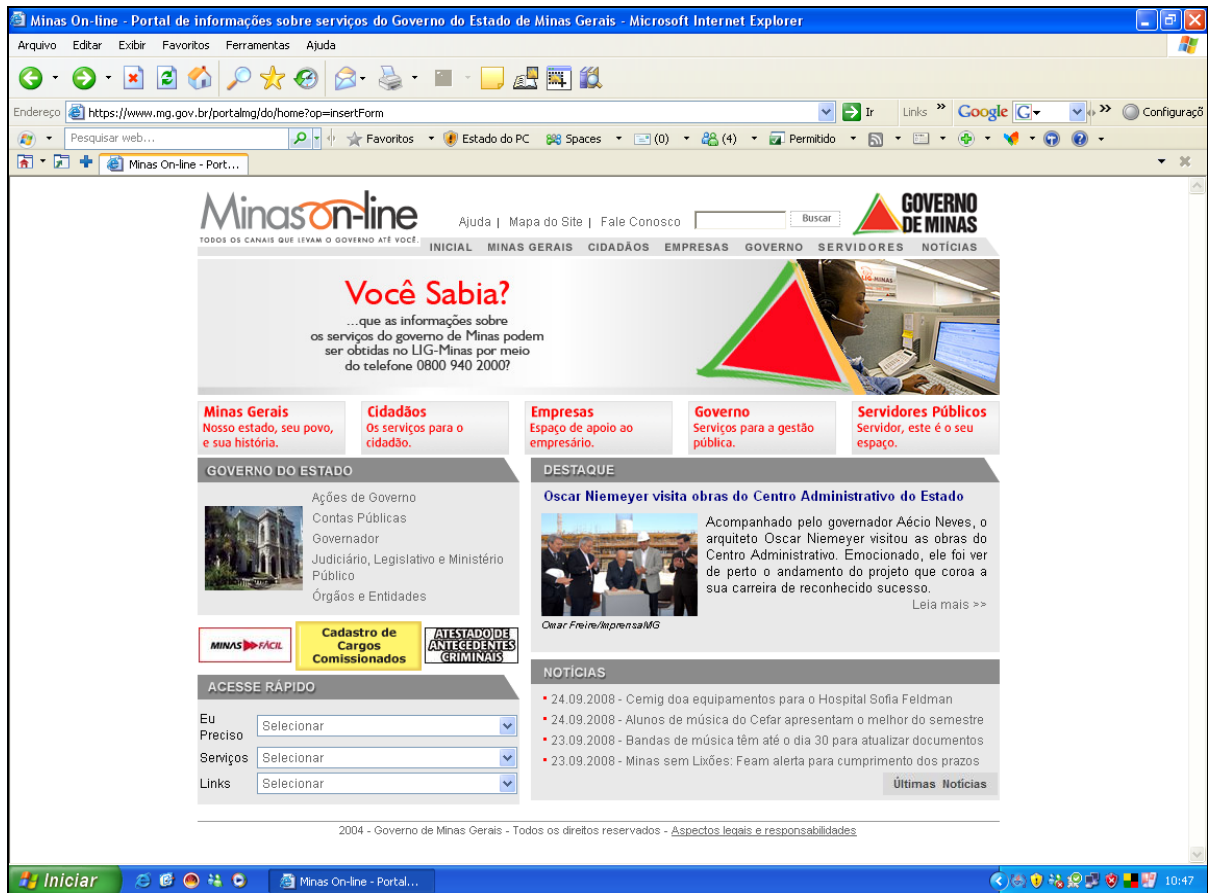 Minas On-line - Portal de informações sobre serviços do Governo do Estado de Minas Gerais - Microsoft Internet Explorer
Arquivo Editar Exibir Favoritos Ferramentas Ajuda
Endereço https://www.mg.gov.br/portalmg/do/home?op=insertForm Ir Links » Google G » Configuraçõ
Pesquisar web... Favoritos Estado do PC Spaces (0) (4) Permitido
Minas On-line - Port...
Minas on-line
TODOS OS CANAIS QUE LEVAM O GOVERNO ATÉ VOCÊ.
Ajuda | Mapa do Site | Fale Conosco Buscar
GOVERNO
DE MINAS
INICIAL MINAS GERAIS CIDADÃOS EMPRESAS GOVERNO SERVIDORES NOTÍCIAS
Você Sabia?
...que as informações sobre
os serviços do governo de Minas podem
ser obtidas no LIG-Minas por meio
do telefone 0800 940 2000?
LIG-MINAS
Minas Gerais
Nosso estado, seu povo,
e sua história.
Cidadãos
Os serviços para o
cidadão.
Empresas
Espaço de apoio ao
empresário.
Governo
Serviços para a gestão
pública.
Servidores Públicos
Servidor, este é o seu
espaço.
GOVERNO DO ESTADO
Ações de Governo
Contas Públicas
Governador
Judiciário, Legislativo e Ministério
Público
Órgãos e Entidades
MINAS FÁCIL
Cadastro de
Cargos
Comissionados
ATESTADO DE
ANTECEDENTES
CRIMINAIS
ACESSE RÁPIDO
Eu
Preciso
Selecionar
Serviços Selecionar
Links Selecionar
DESTAQUE
Oscar Niemeyer visita obras do Centro Administrativo do Estado
Acompanhado pelo governador Aécio Neves, o
arquiteto Oscar Niemeyer visitou as obras do
Centro Administrativo. Emocionado, ele foi ver
de perto o andamento do projeto que coroa a
sua carreira de reconhecido sucesso.
Leia mais >>
Omar Freire/ImprensaMG
NOTÍCIAS
24.09.2008 - Cemig doa equipamentos para o Hospital Sofia Feldman
24.09.2008 - Alunos de música do Cefar apresentam o melhor do semestre
23.09.2008 - Bandas de música têm até o dia 30 para atualizar documentos
23.09.2008 - Minas sem Lixões: Feam alerta para cumprimento dos prazos
Últimas Notícias
2004 - Governo de Minas Gerais - Todos os direitos reservados - Aspectos legais e responsabilidades
Iniciar Minas On-line - Portal... 10:47